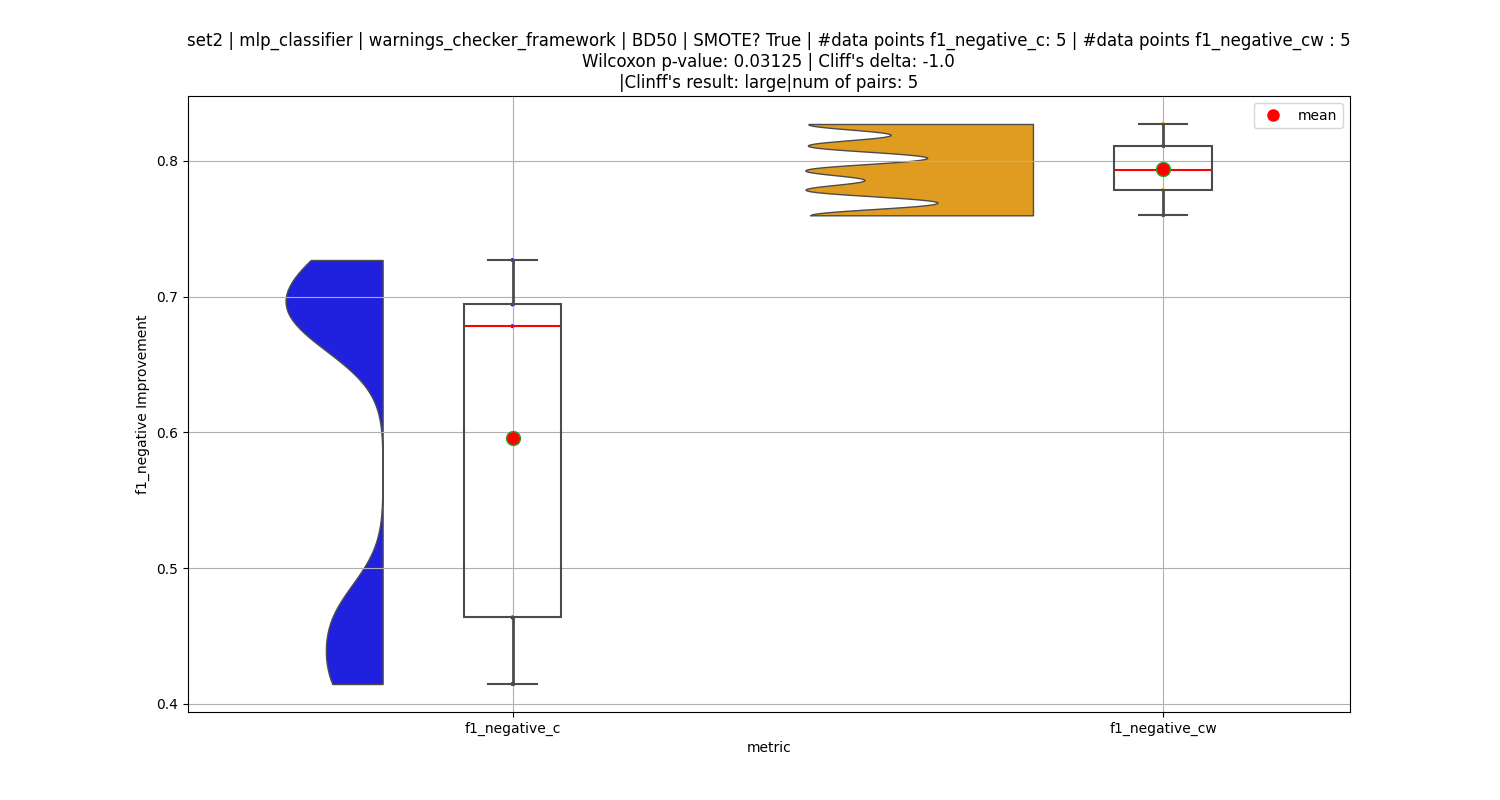 set2 | mlp_classifier | warnings_checker_framework | BD50 | SMOTE? True | #data points f1_negative_c: 5 | #data points f1_negative_cw : 5
Wilcoxon p-value: 0.03125 | Cliff's delta: -1.0
|Clinff's result: large|num of pairs: 5
mean
0.8
0.7
0.6
0.5
0.4
f1_negative Improvement
f1_negative_c
f1_negative_cw
metric